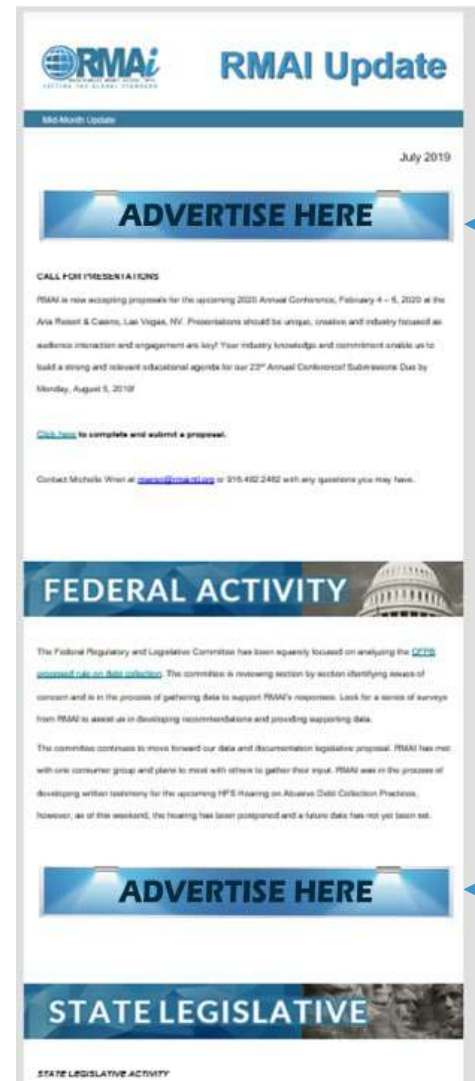 RMAi
RECEIVABLES MGMT ASSOC. INTL
SETTING THE GLOBAL STANDARD
RMAI Update
Mid-Month Update
July 2019
ADVERTISE HERE
CALL FOR PRESENTATIONS
RMAI is now accepting proposals for the upcoming 2020 Annual Conference, February 4 – 6, 2020 at the
Aria Resort & Casino, Las Vegas, NV. Presentations should be unique, creative and industry focused as
audience interaction and engagement are key! Your industry knowledge and commitment enable us to
build a strong and relevant educational agenda for our 23rd Annual Conference! Submissions Due by
Monday, August 5, 2019!
Click here to complete and submit a proposal.
Contact Michelle Wren at or 916.482.2462 with any questions you may have.
FEDERAL ACTIVITY
The Federal Regulatory and Legislative Committee has been squarely focused on analyzing the CFPB
proposed rule on debt collection. The committee is reviewing section by section identifying issues of
concern and is in the process of gathering data to support RMAI's responses. Look for a series of surveys
from RMAI to assist us in developing recommendations and providing supporting data.
The committee continues to move forward our data and documentation legislative proposal. RMAI has met
with one consumer group and plans to meet with others to gather their input. RMAI was in the process of
developing written testimony for the upcoming HFS Hearing on Abusive Debt Collection Practices,
however, as of this weekend, the hearing has been postponed and a future date has not yet been set.
ADVERTISE HERE
STATE LEGISLATIVE
STATE LEGISLATIVE ACTIVITY